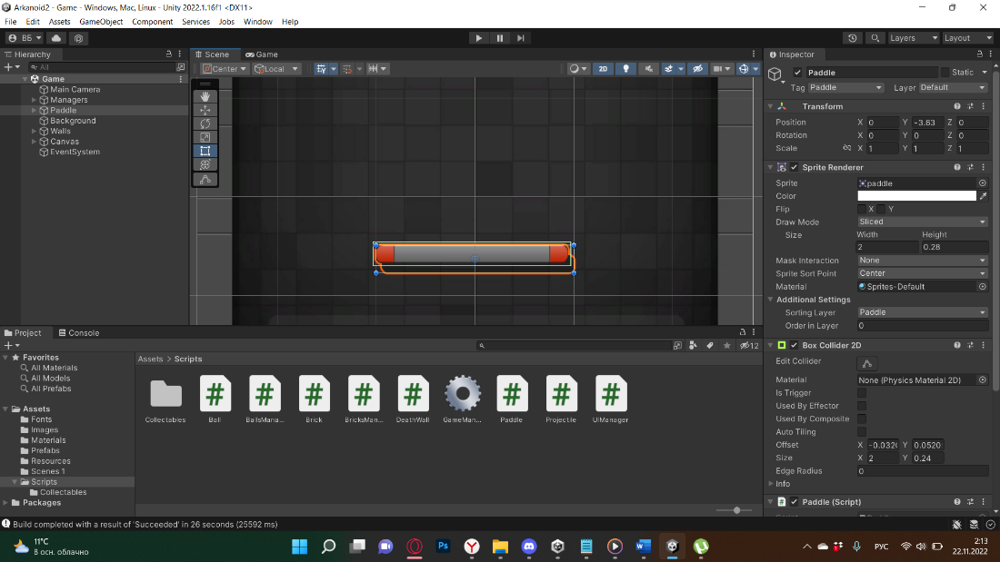 Arkanoid2 - Game - Windows, Mac, Linux - Unity 2022.1.16f1 <DX11>
File Edit Assets GameObject Component Services Jobs Window Help
ВБ
Layers Layout
Hierarchy
All
Game
Main Camera
Managers
Paddle
Background
Walls
Canvas
EventSystem
Scene Game
Center Local 2D
Inspector
Paddle Static
Tag Paddle Layer Default
Transform
Position X 0 Y -3.63 Z 0
Rotation X 0 Y 0 Z 0
Scale X 1 Y 1 Z 1
Sprite Renderer
Sprite paddle
Color
Flip X Y
Draw Mode Sliced
Size Width Height
2 0.28
Mask Interaction None
Sprite Sort Point Center
Material Sprites-Default
Additional Settings
Sorting Layer Paddle
Order in Layer 0
Box Collider 2D
Edit Collider
Material None (Physics Material 2D)
Is Trigger
Used By Effector
Used By Composite
Auto Tiling
Offset X -0.032 Y 0.0520
Size X 2 Y 0.24
Edge Radius 0
Info
Paddle (Script)
Project Console
12
Favorites
All Materials
All Models
All Prefabs
Assets
Fonts
Images
Materials
Prefabs
Resources
Scenes 1
Scripts
Collectables
Packages
Assets > Scripts
Collectables Ball BallsMana... Brick BricksMan... DeathWall GameMan... Paddle Projectile UIManager
Build completed with a result of 'Succeeded' in 26 seconds (25592 ms)
11°C
В осн. облачно
РУС
2:13
22.11.2022